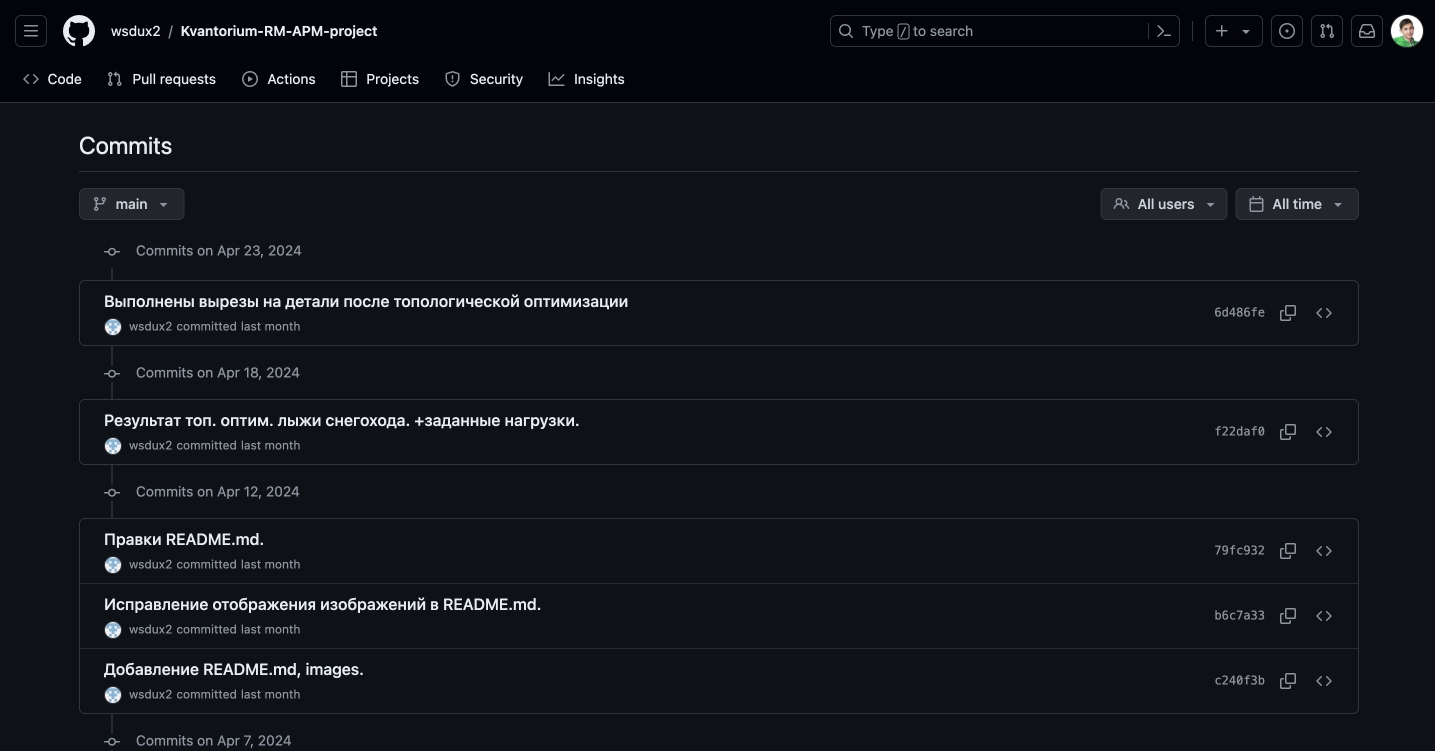 wsdux2 / Kvantorium-RM-APM-project
Type / to search
Code
Pull requests
Actions
Projects
Security
Insights
Commits
main
All users
All time
Commits on Apr 23, 2024
Выполнены вырезы на детали после топологической оптимизации
wsdux2 committed last month
6d486fe
Commits on Apr 18, 2024
Результат топ. оптим. лыжи снегохода. +заданные нагрузки.
wsdux2 committed last month
f22daf0
Commits on Apr 12, 2024
Правки README.md.
wsdux2 committed last month
79fc932
Исправление отображения изображений в README.md.
wsdux2 committed last month
b6c7a33
Добавление README.md, images.
wsdux2 committed last month
c240f3b
Commits on Apr 7, 2024